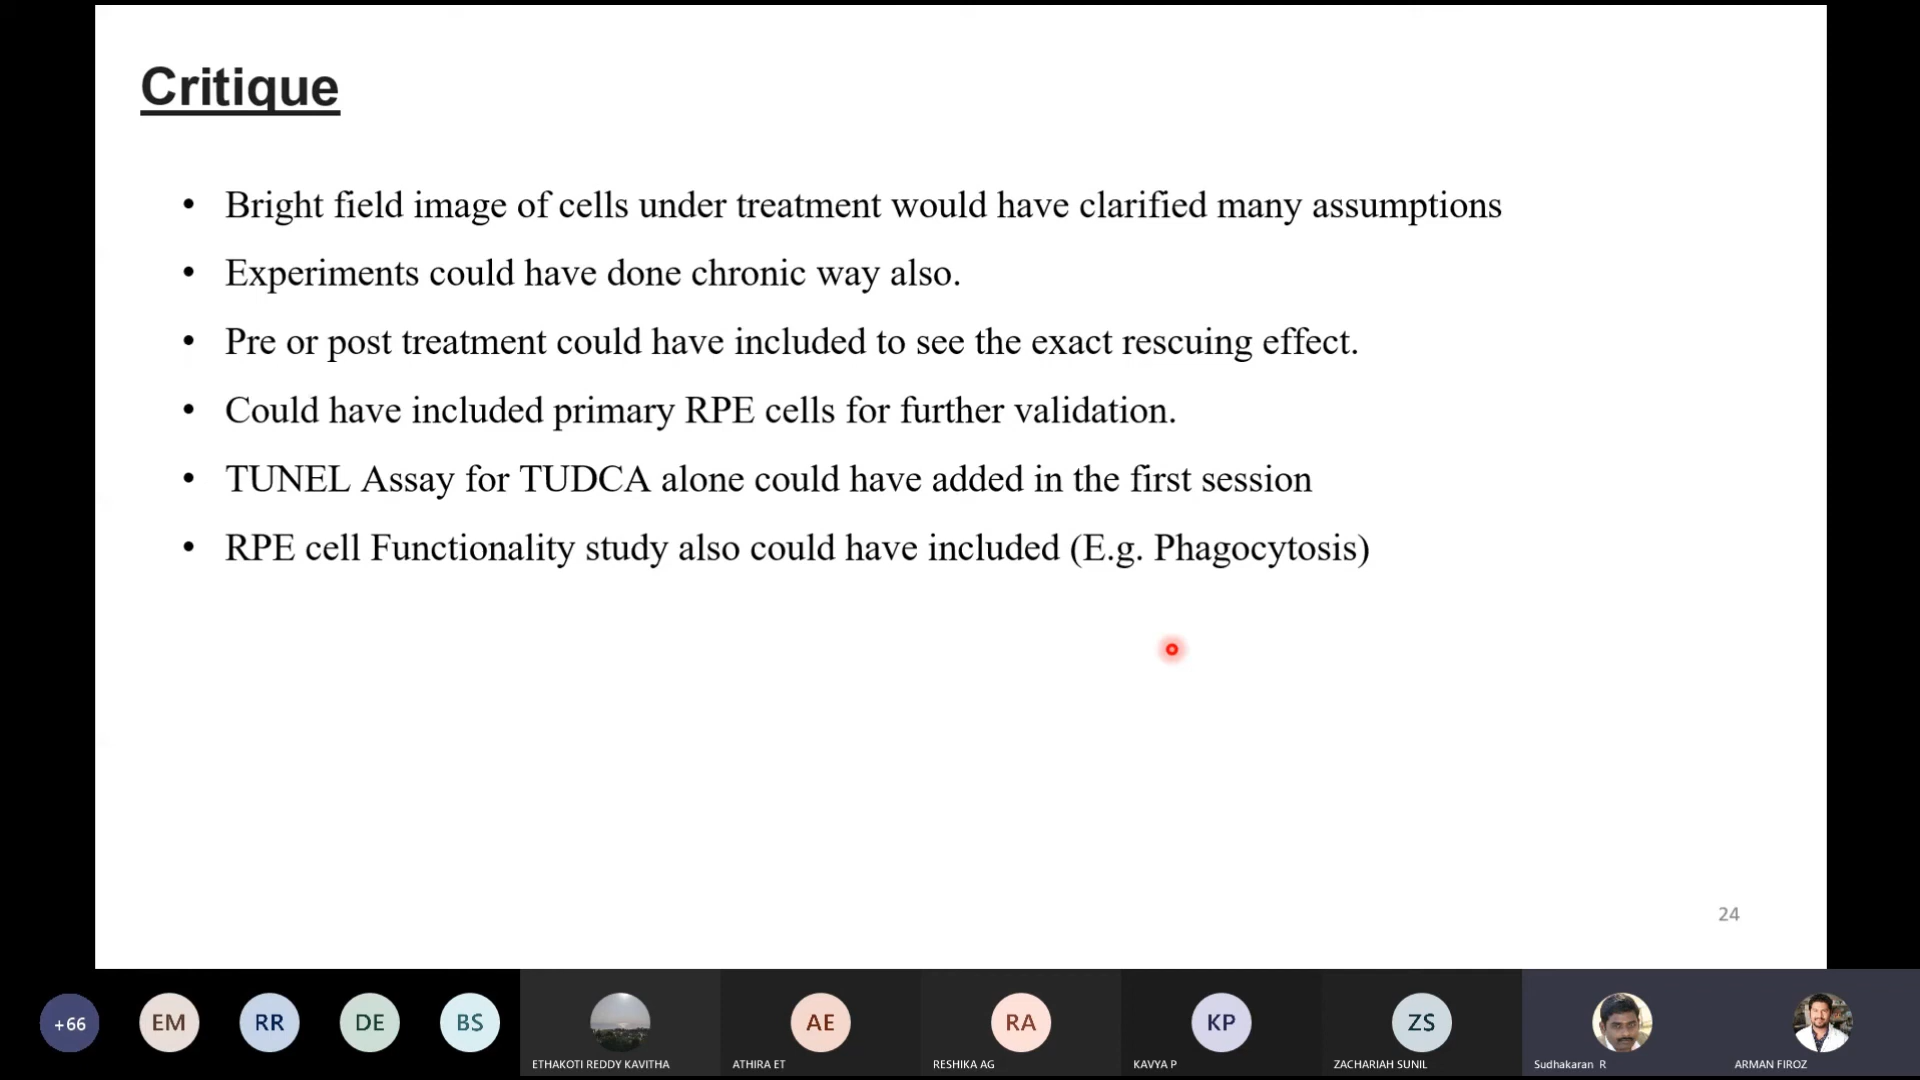 Critique
• Bright field image of cells under treatment would have clarified many assumptions
• Experiments could have done chronic way also.
• Pre or post treatment could have included to see the exact rescuing effect.
• Could have included primary RPE cells for further validation.
• TUNEL Assay for TUDCA alone could have added in the first session
• RPE cell Functionality study also could have included (E.g. Phagocytosis)
24
+66 EM RR DE BS AE RA KP ZS
ETHAKOTI REDDY KAVITHA ATHIRA ET RESHIKA AG KAVYA P ZACHARIAH SUNIL Sudhakaran R ARMAN FIROZ